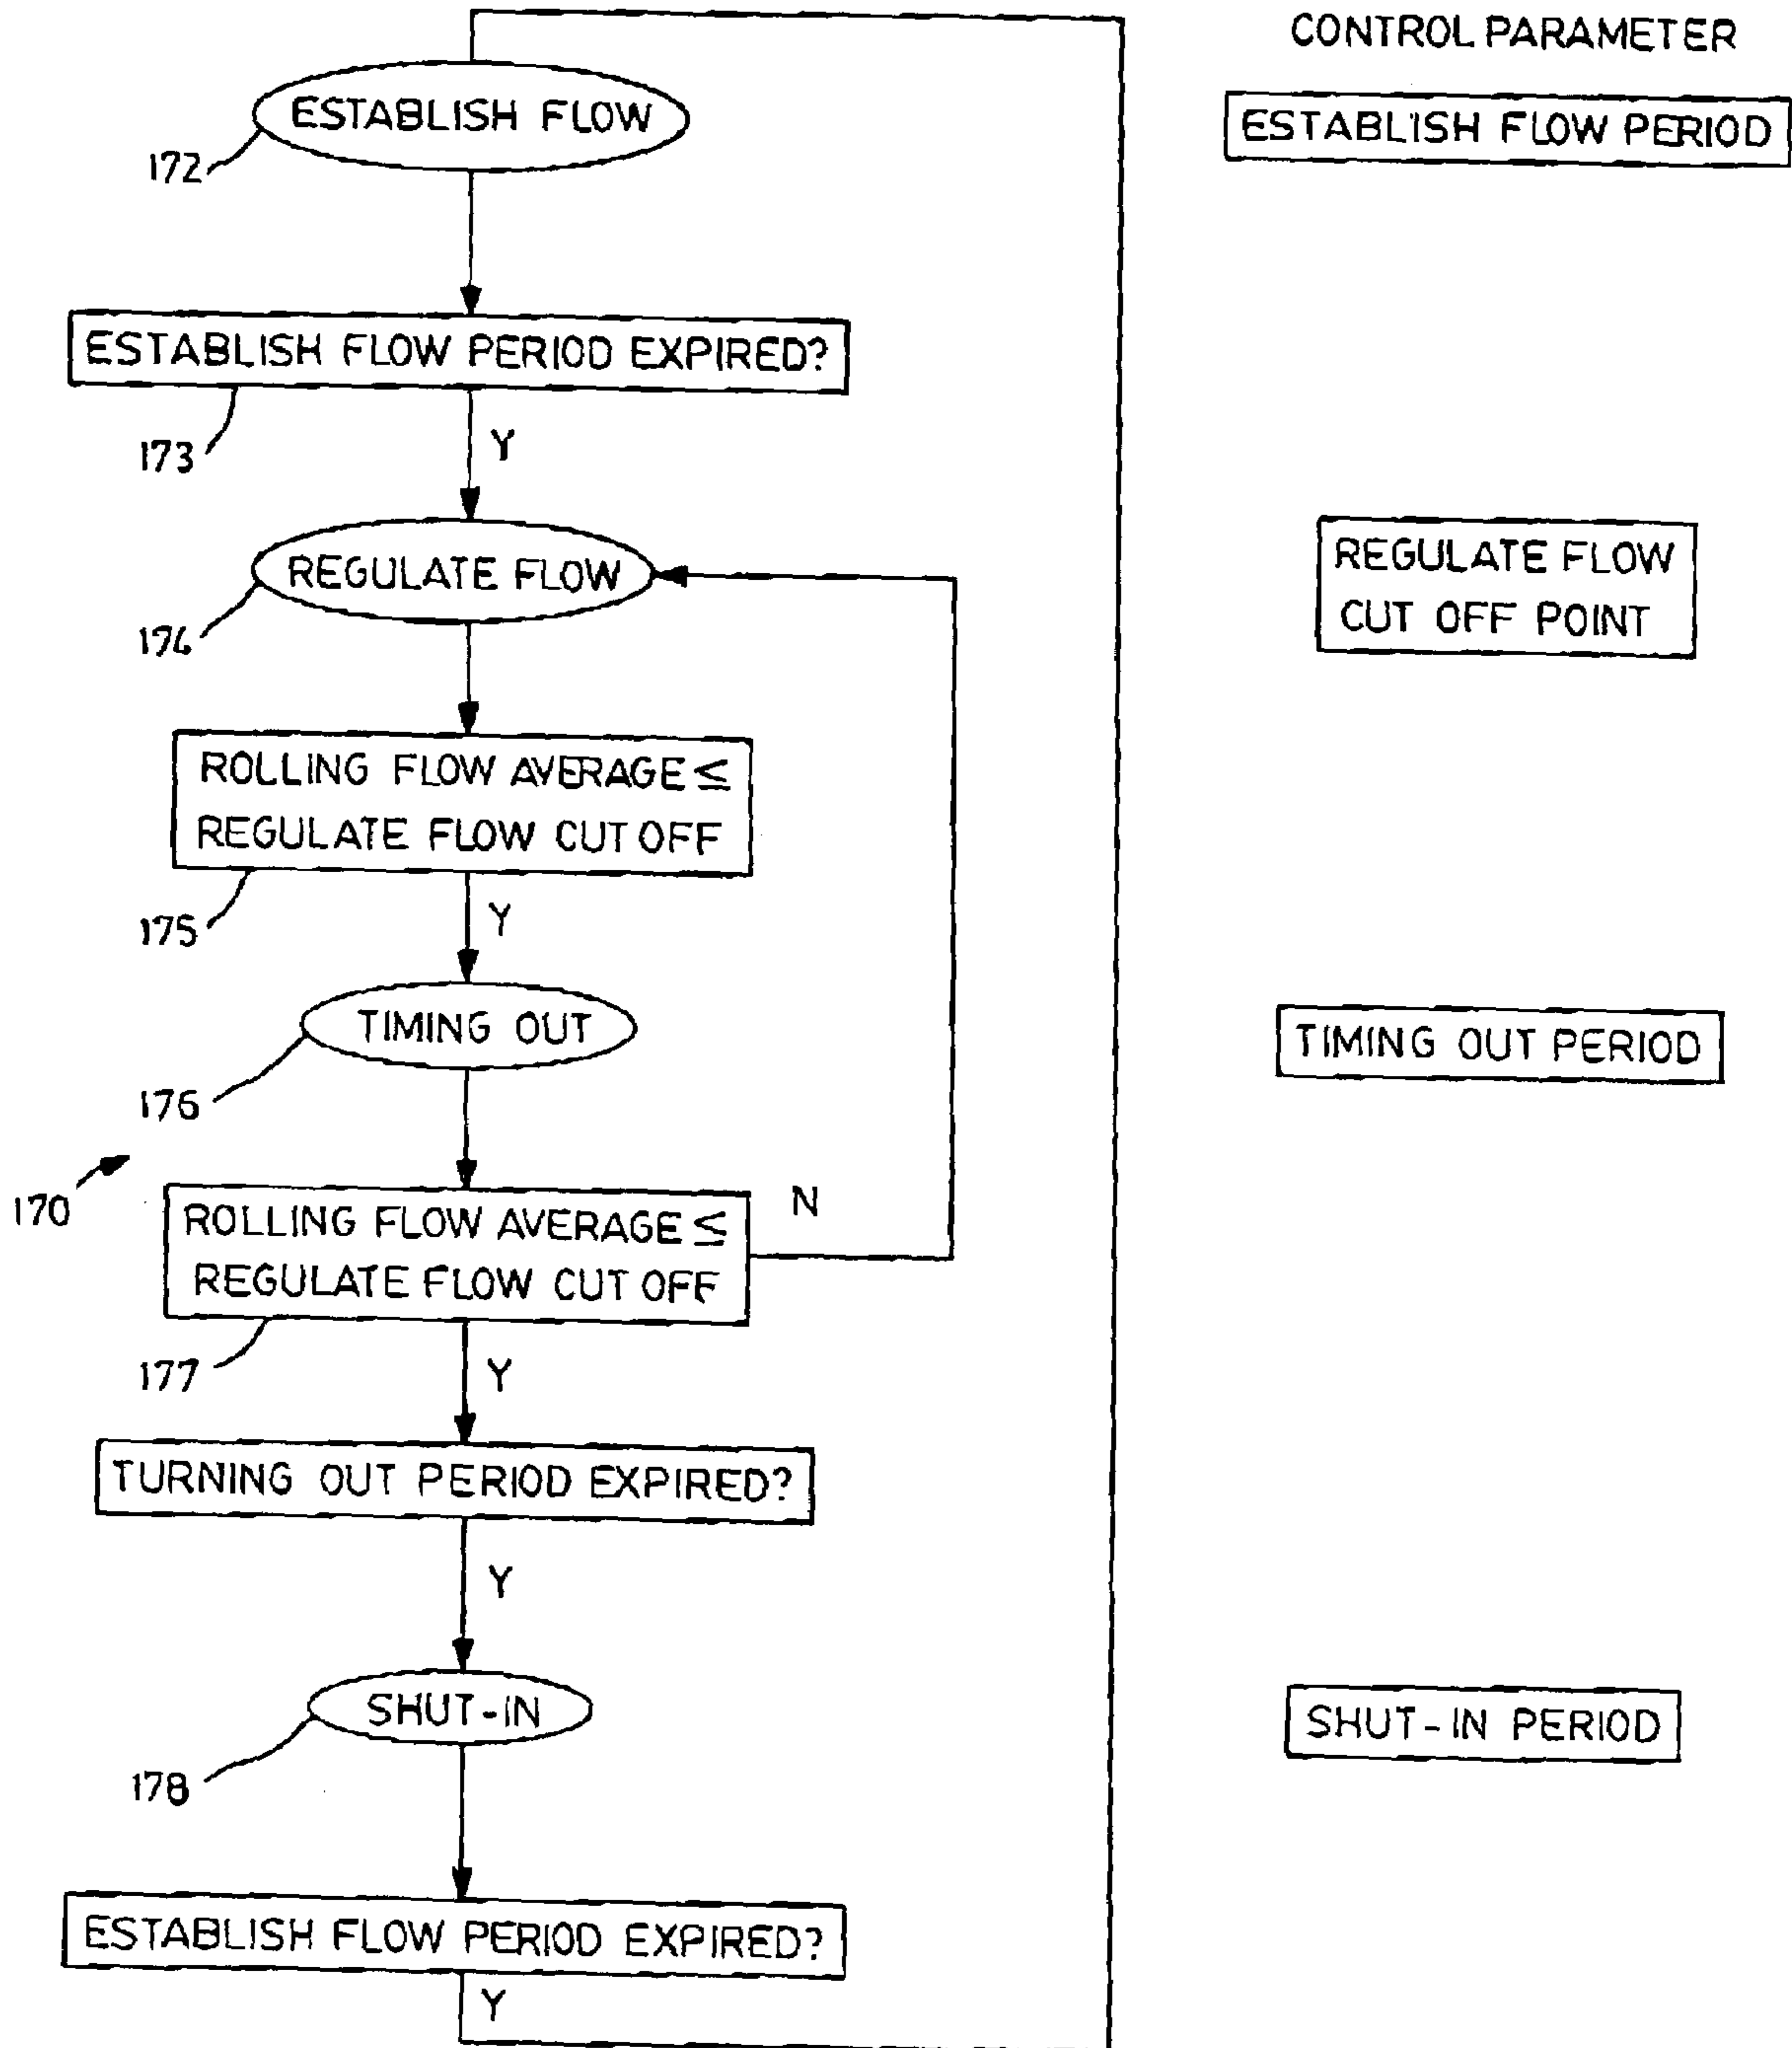 CONTROL PARAMETER
ESTABLISH FLOW
ESTABLISH FLOW PERIOD
172
ESTABLISH FLOW PERIOD EXPIRED?
173
Y
REGULATE FLOW
REGULATE FLOW
CUT OFF POINT
174
ROLLING FLOW AVERAGE ≤
REGULATE FLOW CUT OFF
175
Y
TIMING OUT
TIMING OUT PERIOD
176
170
ROLLING FLOW AVERAGE ≤
REGULATE FLOW CUT OFF
N
177
Y
TURNING OUT PERIOD EXPIRED?
Y
SHUT-IN
SHUT-IN PERIOD
178
ESTABLISH FLOW PERIOD EXPIRED?
Y